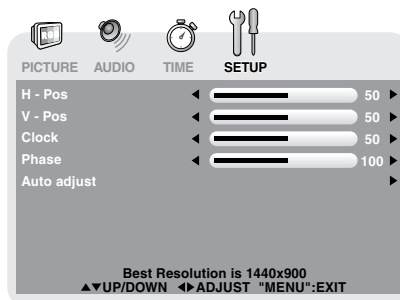 RGB
PICTURE AUDIO TIME SETUP
H - Pos 50
V - Pos 50
Clock 50
Phase 100
Auto adjust
Best Resolution is 1440x900
▲▼UP/DOWN ◀▶ADJUST "MENU":EXIT